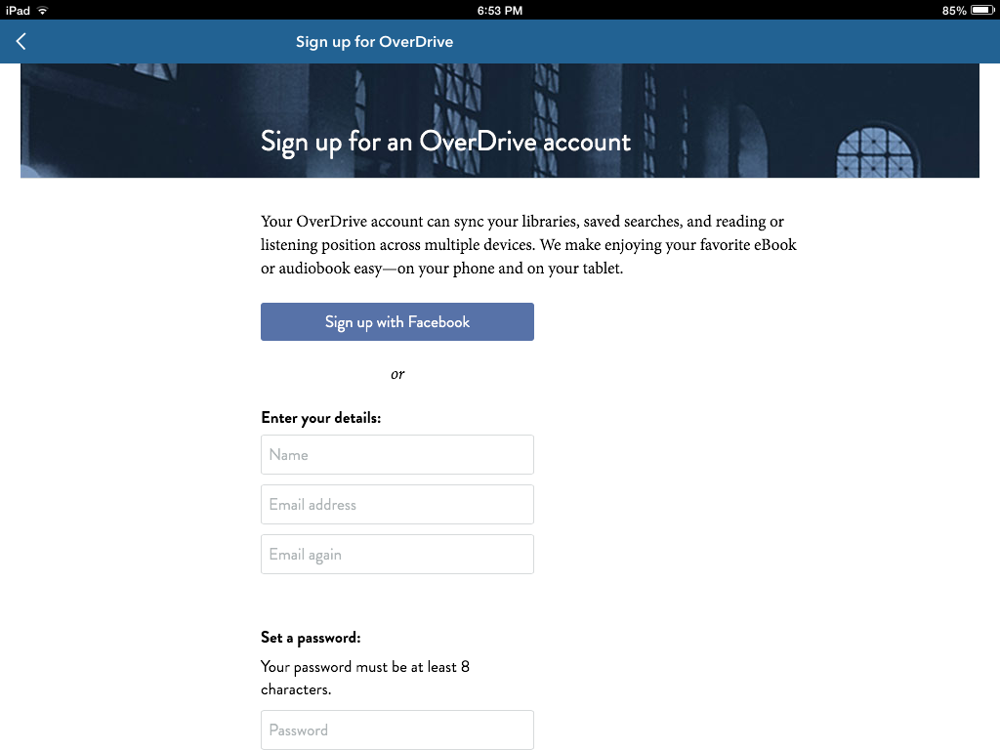 iPad 6:53 PM 85%
Sign up for OverDrive
Sign up for an OverDrive account
Your OverDrive account can sync your libraries, saved searches, and reading or
listening position across multiple devices. We make enjoying your favorite eBook
or audiobook easy—on your phone and on your tablet.
Sign up with Facebook
or
Enter your details:
Name
Email address
Email again
Set a password:
Your password must be at least 8
characters.
Password